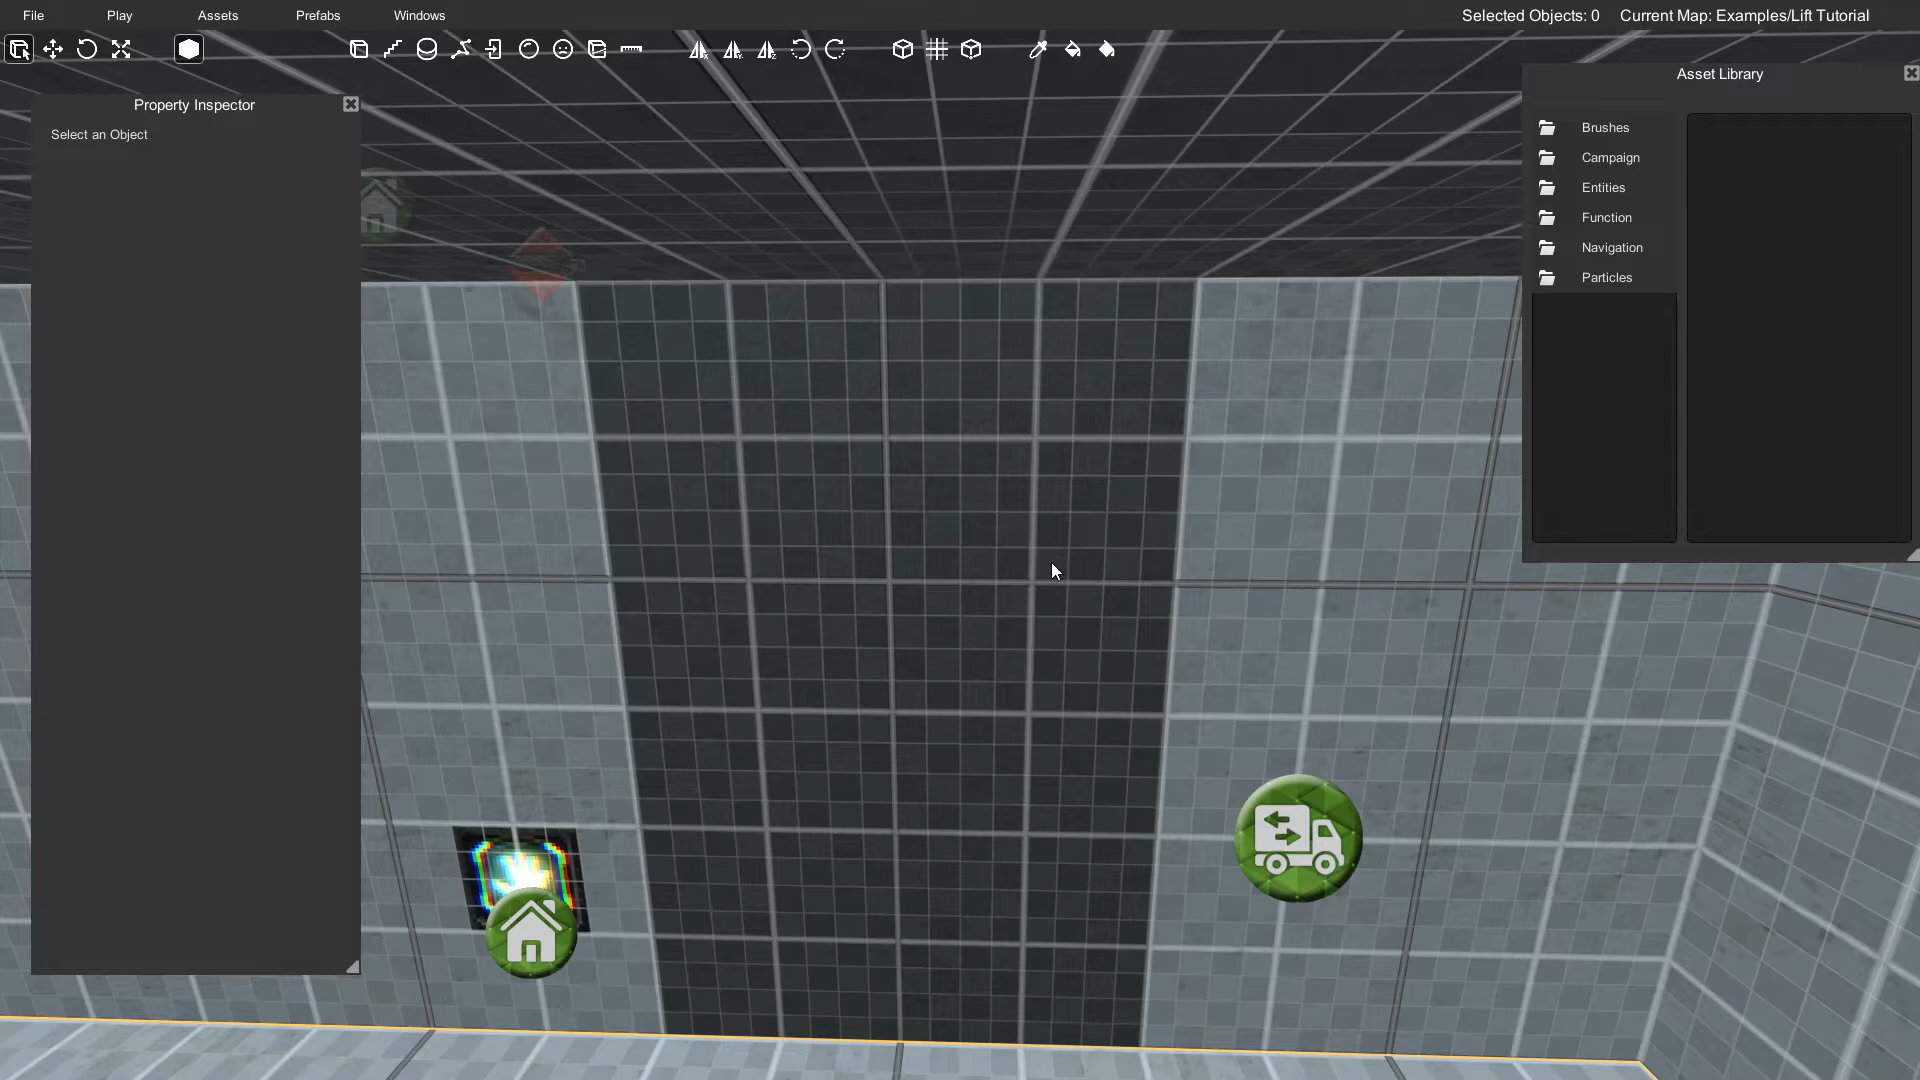 File Play Assets Prefabs Windows Selected Objects: 0 Current Map: Examples/Lift Tutorial
Asset Library
Property Inspector
Select an Object
Brushes
Campaign
Entities
Function
Navigation
Particles